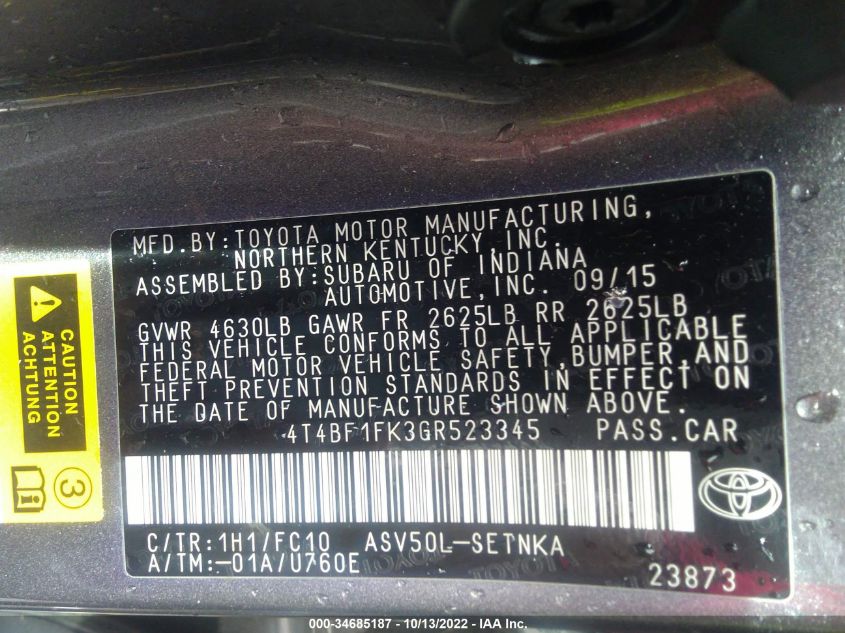 MFD.BY:TOYOTA MOTOR MANUFACTURING,
NORTHERN KENTUCKY,INC.
ASSEMBLED BY:SUBARU OF INDIANA
AUTOMOTIVE,INC. 09/15
GVWR 4630LB GAWR FR 2625LB RR 2625LB
THIS VEHICLE CONFORMS TO ALL APPLICABLE
FEDERAL MOTOR VEHICLE SAFETY,BUMPER,AND
THEFT PREVENTION STANDARDS IN EFFECT ON
THE DATE OF MANUFACTURE SHOWN ABOVE.
4T4BF1FK3GR523345 PASS.CAR
C/TR:1H1/FC10 ASV50L-SETNKA
A/TM:-01A/U760E
23873
CAUTION
ATTENTION
ACHTUNG
3
000-34685187 - 10/13/2022 - IAA Inc.